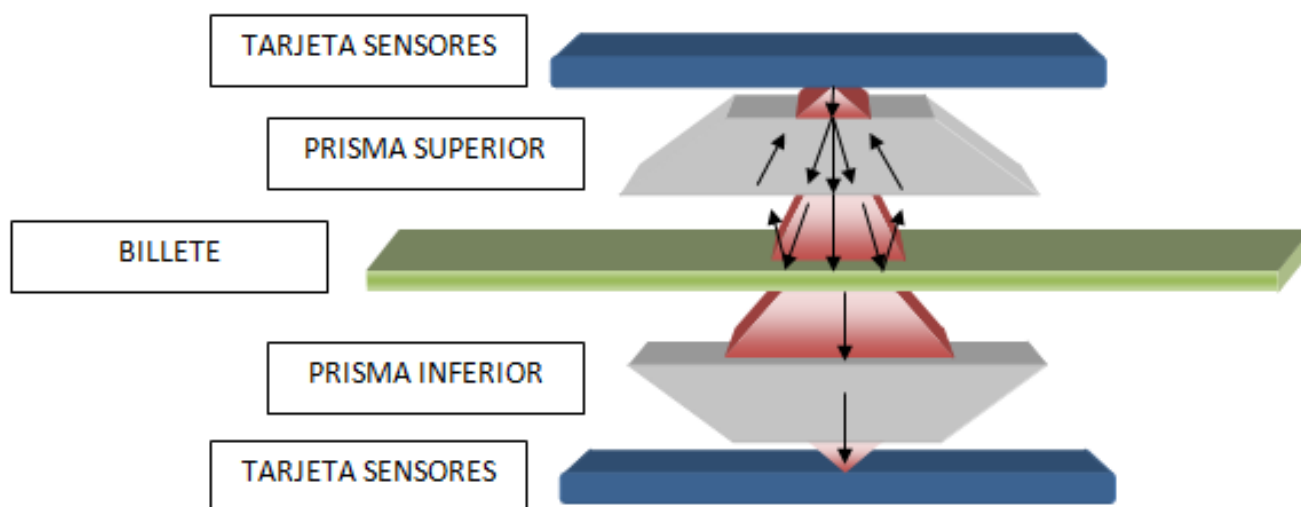 TARJETA SENSORES
PRISMA SUPERIOR
BILLETE
PRISMA INFERIOR
TARJETA SENSORES